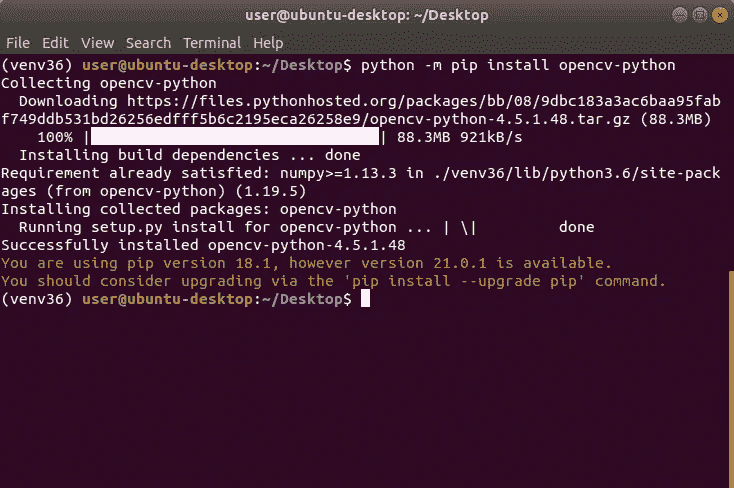 user@ubuntu-desktop: ~/Desktop
File Edit View Search Terminal Help
(venv36) user@ubuntu-desktop:~/Desktop$ python -m pip install opencv-python
Collecting opencv-python
  Downloading https://files.pythonhosted.org/packages/bb/08/9dbc183a3ac6baa95fab
f749ddb531bd26256edfff5b6c2195eca26258e9/opencv-python-4.5.1.48.tar.gz (88.3MB)
    100% |████████████████████████████████| 88.3MB 921kB/s
  Installing build dependencies ... done
Requirement already satisfied: numpy>=1.13.3 in ./venv36/lib/python3.6/site-pack
ages (from opencv-python) (1.19.5)
Installing collected packages: opencv-python
  Running setup.py install for opencv-python ... | \|         done
Successfully installed opencv-python-4.5.1.48
You are using pip version 18.1, however version 21.0.1 is available.
You should consider upgrading via the 'pip install --upgrade pip' command.
(venv36) user@ubuntu-desktop:~/Desktop$